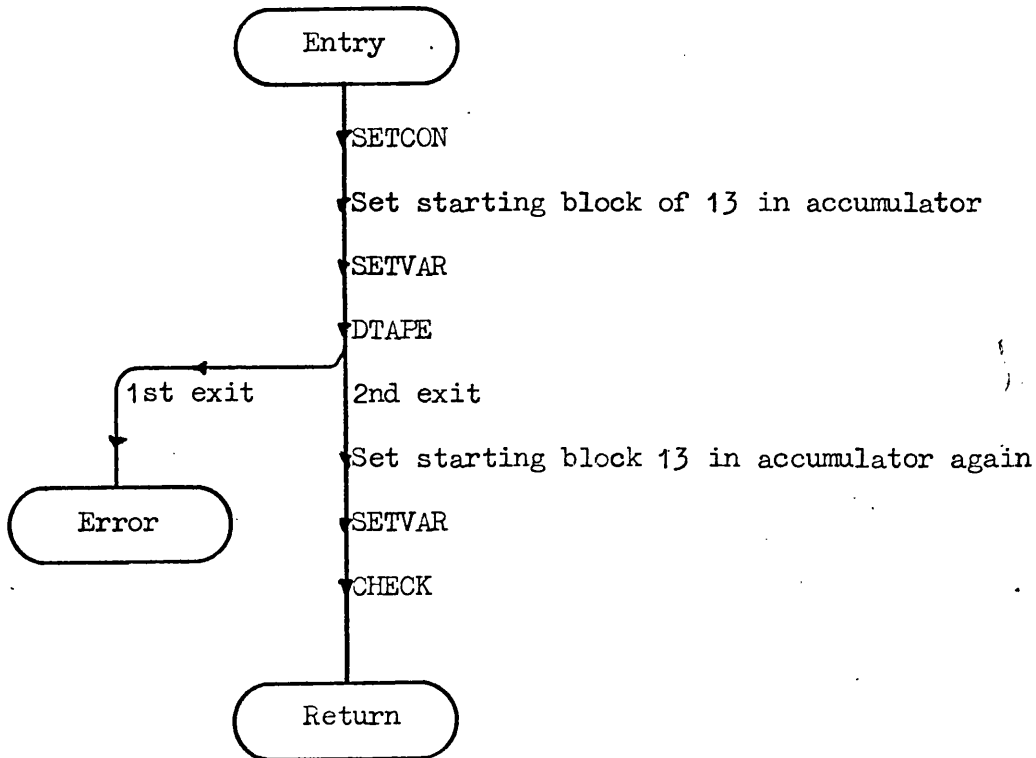 Entry
SETCON
Set starting block of 13 in accumulator
SETVAR
DTAPE
1st exit
2nd exit
Set starting block 13 in accumulator again
Error
SETVAR
CHECK
Return